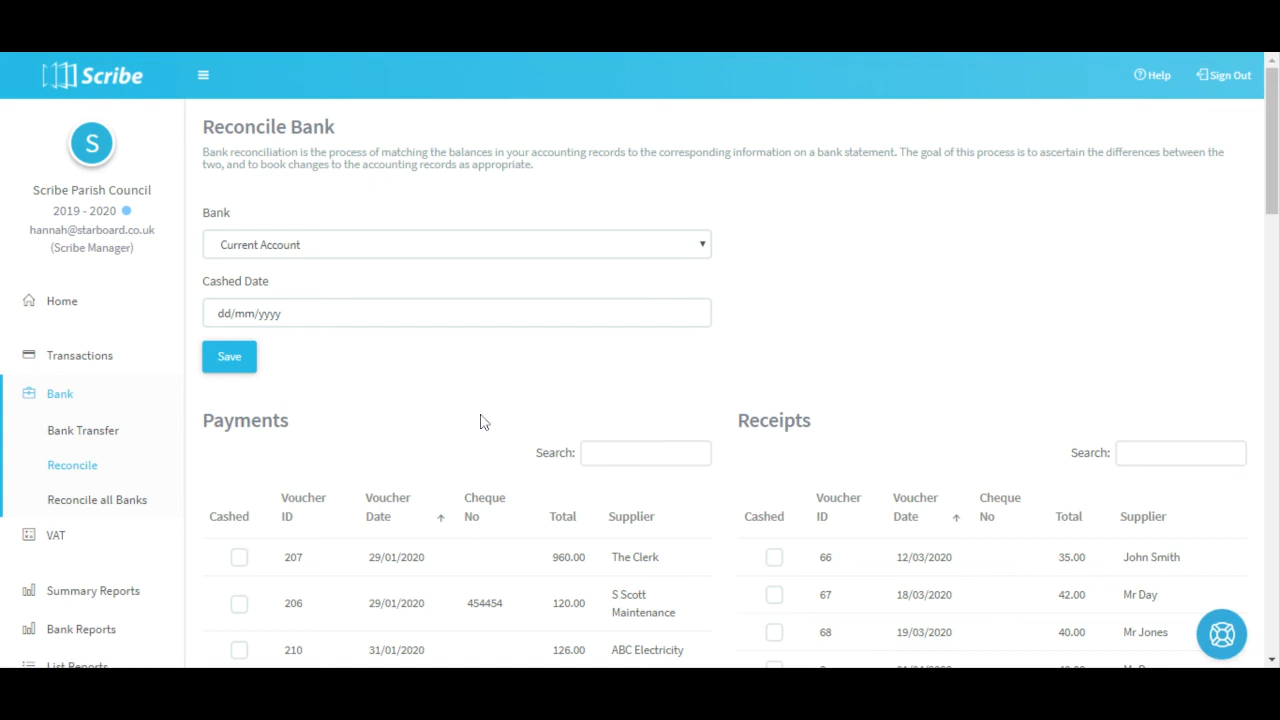 Scribe
Help
Sign Out
S
Scribe Parish Council
2019 - 2020
hannah@starboard.co.uk
(Scribe Manager)
Home
Transactions
Bank
Bank Transfer
Reconcile
Reconcile all Banks
VAT
Summary Reports
Bank Reports
List Reports
Reconcile Bank
Bank reconciliation is the process of matching the balances in your accounting records to the corresponding information on a bank statement. The goal of this process is to ascertain the differences between the
two, and to book changes to the accounting records as appropriate.
Bank
Current Account
Cashed Date
dd/mm/yyyy
Save
Payments
Search:
Cashed Voucher ID Voucher Date Cheque No Total Supplier
207 29/01/2020 960.00 The Clerk
206 29/01/2020 454454 120.00 S Scott Maintenance
210 31/01/2020 126.00 ABC Electricity
Receipts
Search:
Cashed Voucher ID Voucher Date Cheque No Total Supplier
66 12/03/2020 35.00 John Smith
67 18/03/2020 42.00 Mr Day
68 19/03/2020 40.00 Mr Jones